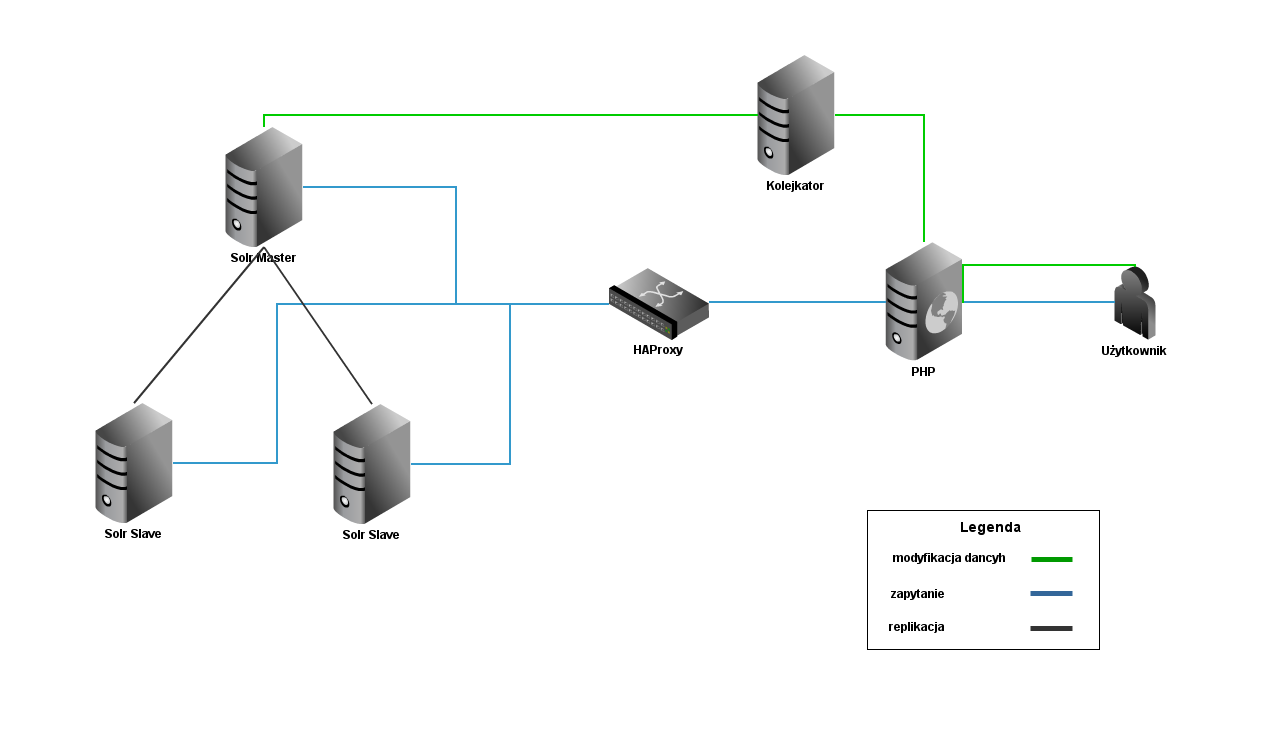 Kolejkator
Solr Master
HAProxy
Użytkownik
PHP
Solr Slave
Solr Slave
Legenda
modyfikacja dancyh
zapytanie
replikacja